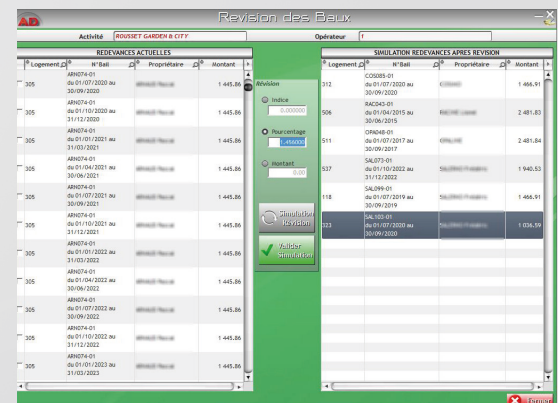 Revision des Baux
Activité ROUSSET GARDEN & CITY Opérateur 1
REDEVANCES ACTUELLES
Logement N°Bail Propriétaire Montant
305 ARN074-01 du 01/07/2020 au 30/09/2020 1 445.86
305 ARN074-01 du 01/10/2020 au 31/12/2020 1 445.86
305 ARN074-01 du 01/01/2021 au 31/03/2021 1 445.86
305 ARN074-01 du 01/04/2021 au 30/06/2021 1 445.86
305 ARN074-01 du 01/07/2021 au 30/09/2021 1 445.86
305 ARN074-01 du 01/10/2021 au 31/12/2021 1 445.86
305 ARN074-01 du 01/01/2022 au 31/03/2022 1 445.86
305 ARN074-01 du 01/04/2022 au 30/06/2022 1 445.86
305 ARN074-01 du 01/07/2022 au 30/09/2022 1 445.86
305 ARN074-01 du 01/10/2022 au 31/12/2022 1 445.86
305 ARN074-01 du 01/01/2023 au 31/03/2023 1 445.86
Révision
Indice
0.000000
Pourcentage
1.456000
Montant
0.00
Simulation
Révision
Valider
Simulation
SIMULATION REDEVANCES APRES REVISION
Logement N°Bail Propriétaire Montant
312 COS085-01 du 01/07/2020 au 30/09/2020 1 466.91
506 RAC043-01 du 01/04/2015 au 30/06/2015 2 481.83
511 OPA048-01 du 01/07/2017 au 30/09/2017 2 481.84
537 SAL073-01 du 01/10/2022 au 31/12/2022 1 940.53
118 SAL099-01 du 01/07/2019 au 30/09/2019 1 466.91
323 SAL103-01 du 01/07/2020 au 30/09/2020 1 036.59
Fermer